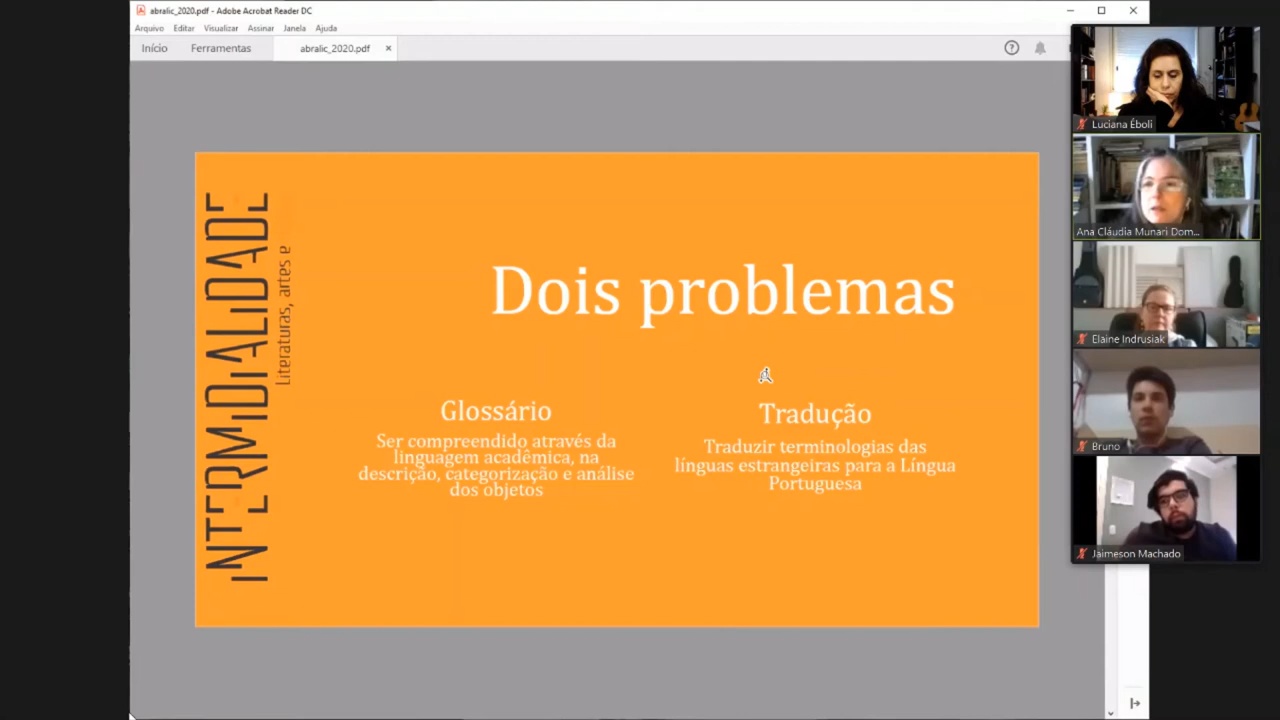 abralic_2020.pdf - Adobe Acrobat Reader DC
Arquivo Editar Visualizar Assinar Janela Ajuda
Início Ferramentas abralic_2020.pdf
INTERMIDIALIDADE
Literaturas, artes e
Dois problemas
Glossário
Ser compreendido através da
linguagem acadêmica, na
descrição, categorização e análise
dos objetos
Tradução
Traduzir terminologias das
línguas estrangeiras para a Língua
Portuguesa
Luciana Éboli
Ana Cláudia Munari Dom...
Elaine Indrusiak
Bruno
Jaimeson Machado